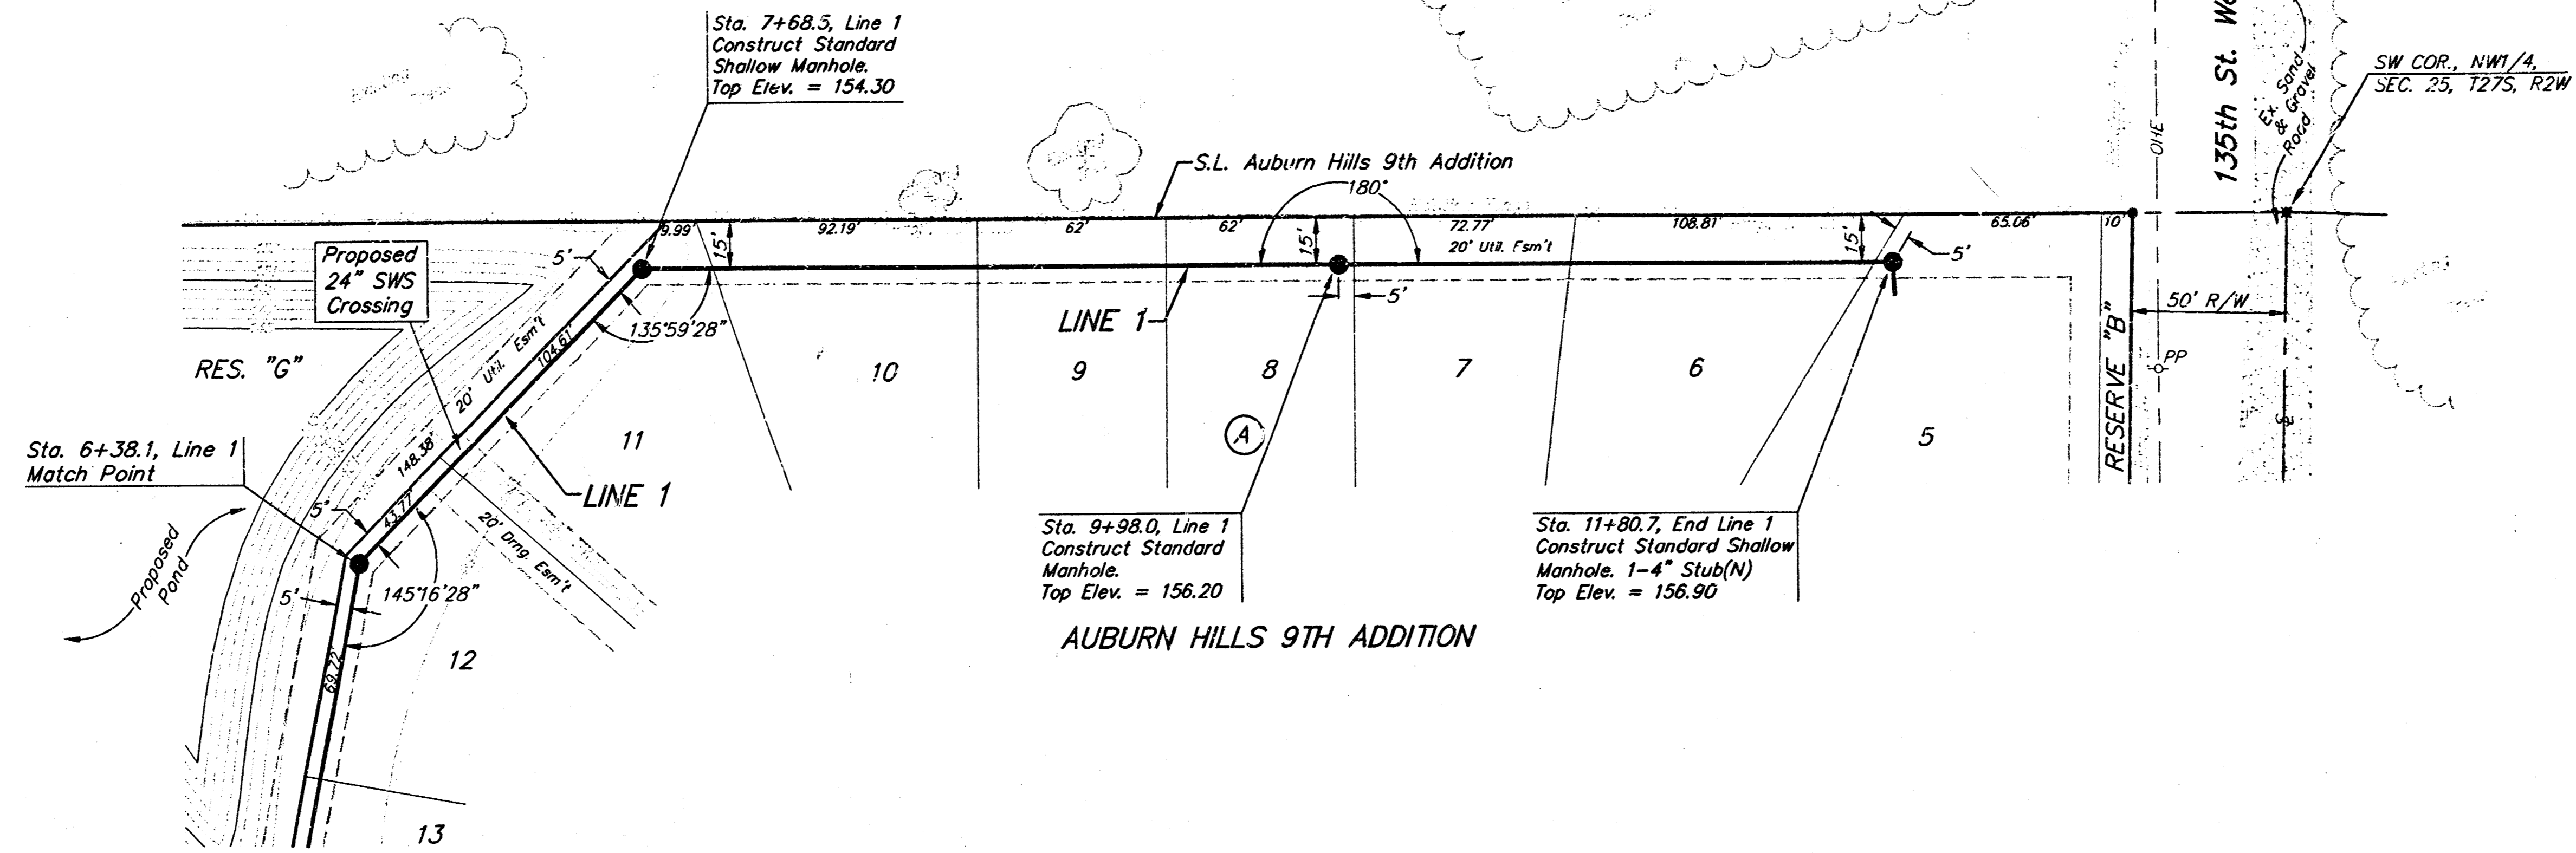 Sta. 7+68.5, Line 1
Construct Standard
Shallow Manhole.
Top Elev. = 154.30
135th St.
Ex. Sand
& Gravel
Road
SW COR., NW1/4,
SEC. 25, T27S, R2W
OHE
S.L. Auburn Hills 9th Addition
180°
9.99'
92.19'
62'
62'
72.77'
108.81'
65.06'
10'
15'
15'
15'
20' Util. Esm't
5'
5'
5'
Proposed
24" SWS
Crossing
135°59'28"
LINE 1
50' R/W
RES. "G"
20' Util. Esm't
104.61'
148.38'
43.77'
10
9
8
7
6
5
11
PP
RESERVE "B"
A
Sta. 6+38.1, Line 1
Match Point
LINE 1
5'
20' Drng. Esm't
Proposed
Pond
5'
145°16'28"
69.72'
12
13
Sta. 9+98.0, Line 1
Construct Standard
Manhole.
Top Elev. = 156.20
Sta. 11+80.7, End Line 1
Construct Standard Shallow
Manhole. 1-4" Stub(N)
Top Elev. = 156.90
AUBURN HILLS 9TH ADDITION